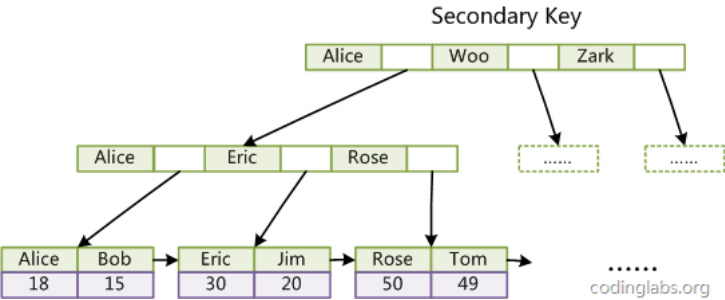 Secondary Key
Alice Woo Zark
Alice Eric Rose
...... ......
Alice Bob Eric Jim Rose Tom
18 15 30 20 50 49
......
codinglabs.org